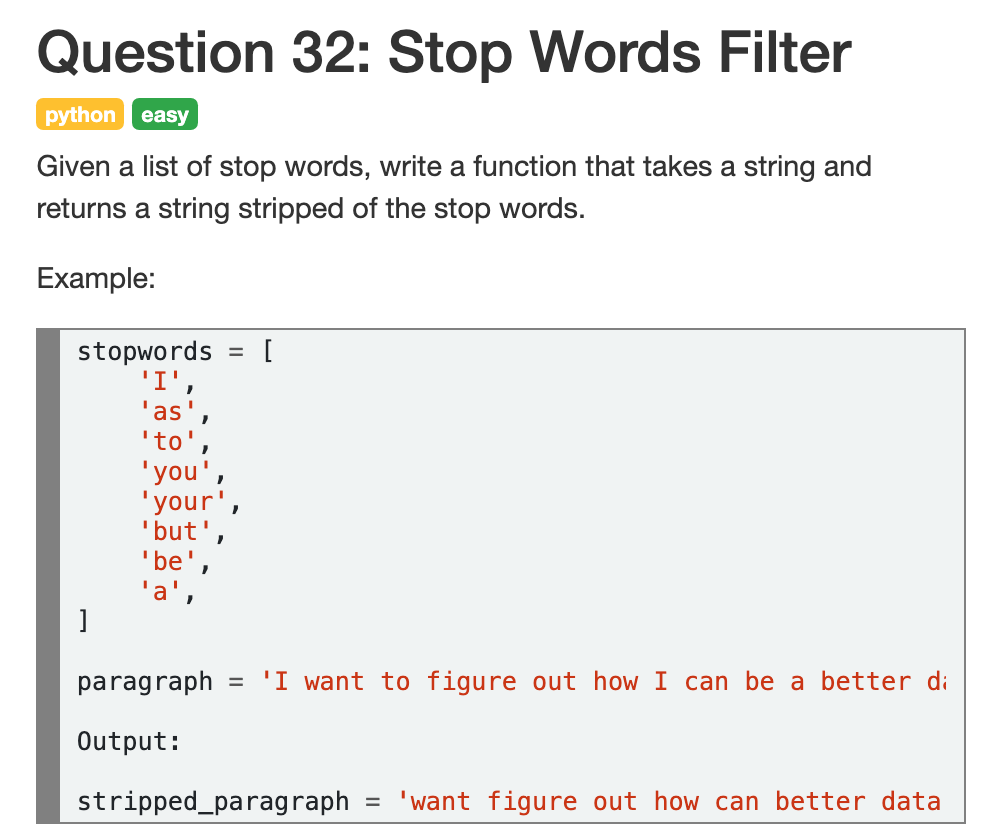 Question 32: Stop Words Filter
python easy
Given a list of stop words, write a function that takes a string and
returns a string stripped of the stop words.
Example:
stopwords = [
    'I',
    'as',
    'to',
    'you',
    'your',
    'but',
    'be',
    'a',
]
paragraph = 'I want to figure out how I can be a better
Output:
stripped_paragraph = 'want figure out how can better data